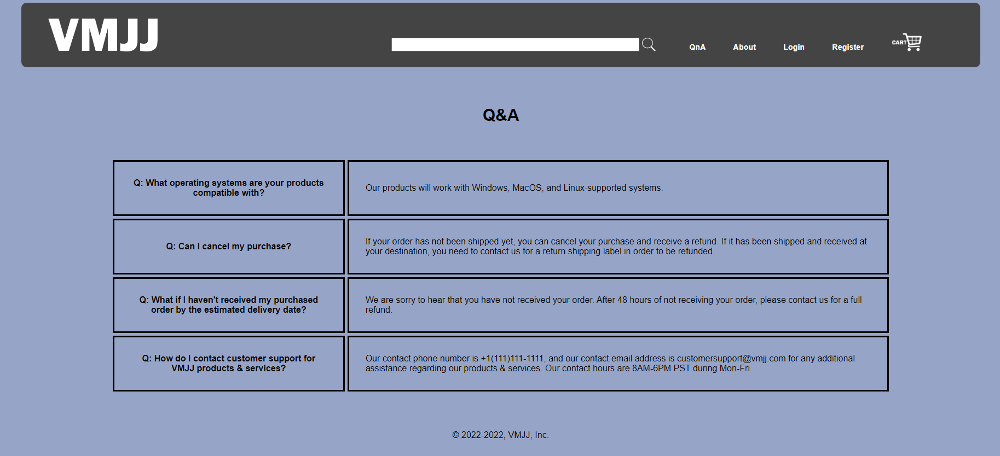 VMJJ
QnA About Login Register CART
Q&A
Q: What operating systems are your products
compatible with?
Our products will work with Windows, MacOS, and Linux-supported systems.
Q: Can I cancel my purchase?
If your order has not been shipped yet, you can cancel your purchase and receive a refund. If it has been shipped and received at
your destination, you need to contact us for a return shipping label in order to be refunded.
Q: What if I haven't received my purchased
order by the estimated delivery date?
We are sorry to hear that you have not received your order. After 48 hours of not receiving your order, please contact us for a full
refund.
Q: How do I contact customer support for
VMJJ products & services?
Our contact phone number is +1(111)111-1111, and our contact email address is customersupport@vmjj.com for any additional
assistance regarding our products & services. Our contact hours are 8AM-6PM PST during Mon-Fri.
© 2022-2022, VMJJ, Inc.